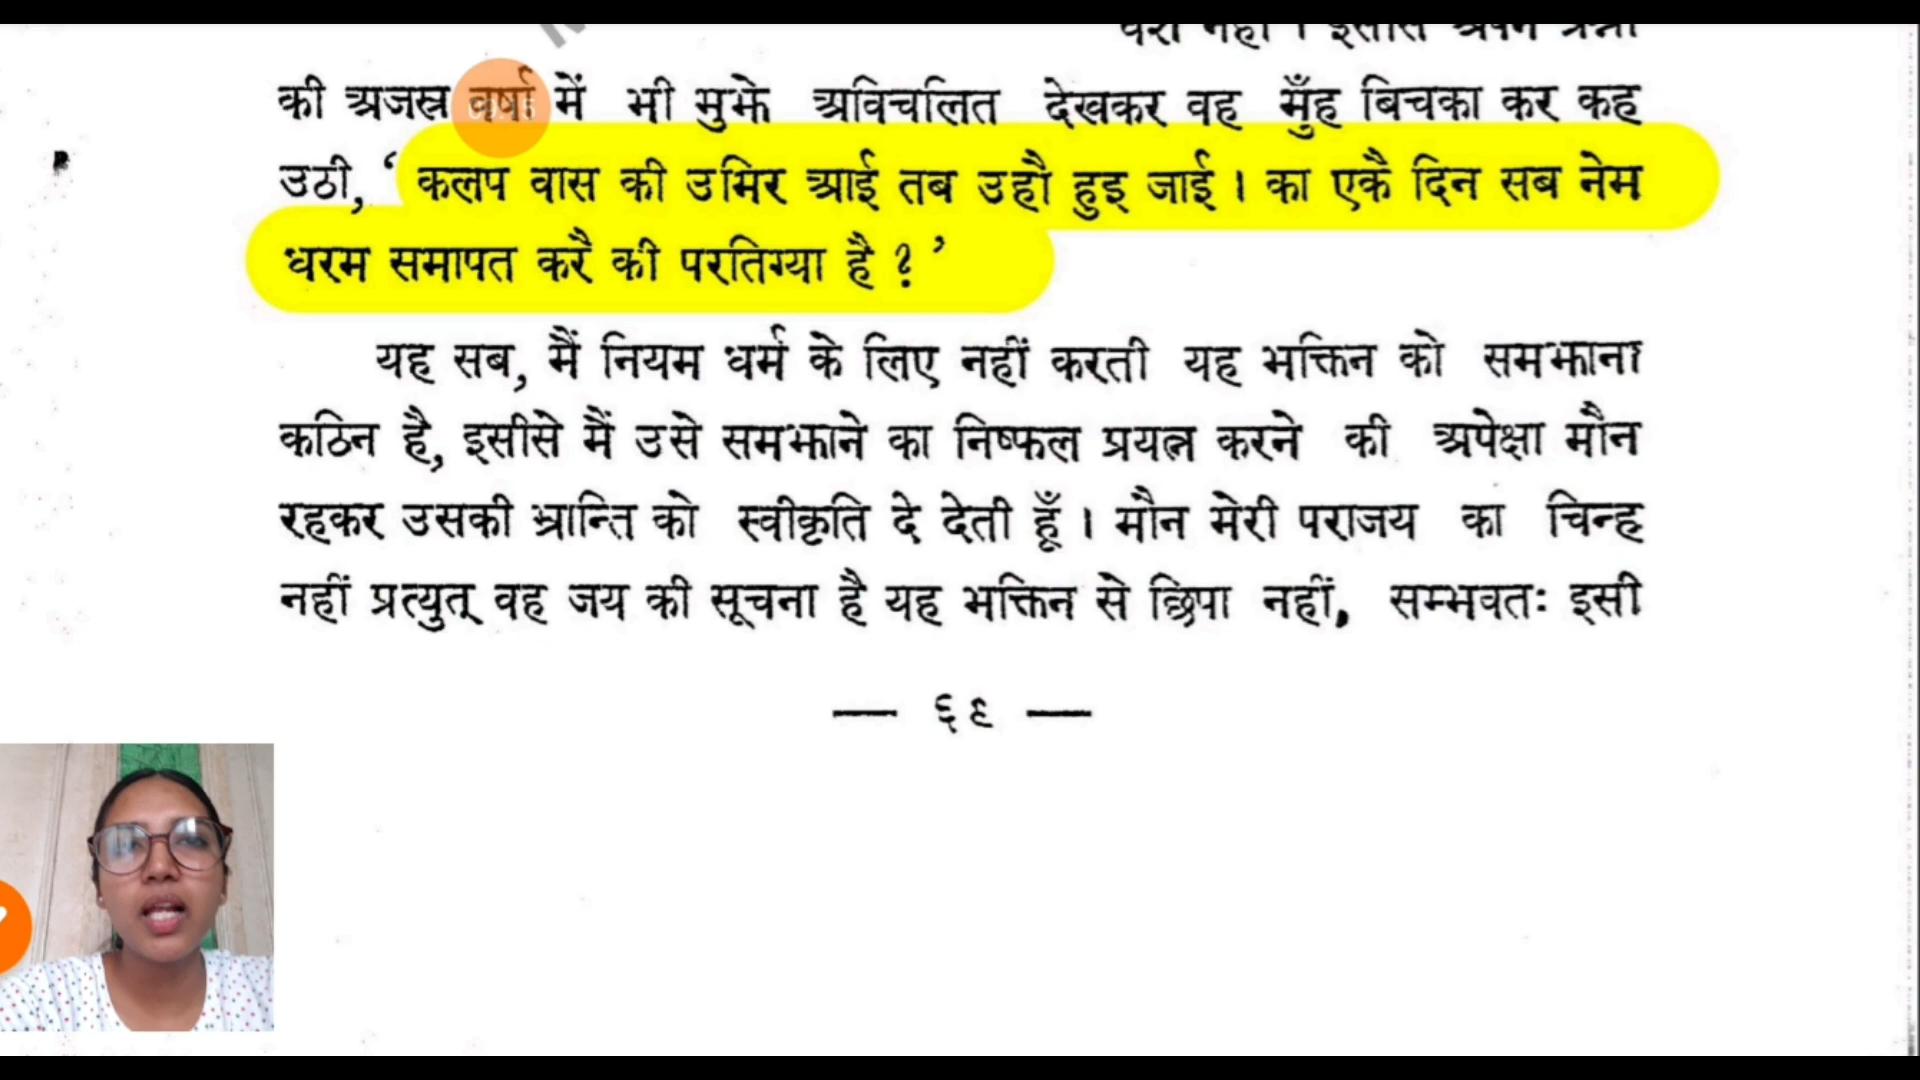 की अजस्र वर्षा में भी मुझे अविचलित देखकर वह मुँह बिचका कर कह
उठी, ‘ कलप वास की उमिर आई तब उहौ हुइ जाई । का एकै दिन सब नेम
धरम समापत करै की परतिग्या है ? ’
यह सब, मैं नियम धर्म के लिए नहीं करती यह भक्तिन को समझाना
कठिन है, इसीसे मैं उसे समझाने का निष्फल प्रयत्न करने की अपेक्षा मौन
रहकर उसकी भ्रान्ति को स्वीकृति दे देती हूँ । मौन मेरी पराजय का चिन्ह
नहीं प्रत्युत् वह जय की सूचना है यह भक्तिन से छिपा नहीं, सम्भवतः इसी
— ६९ —